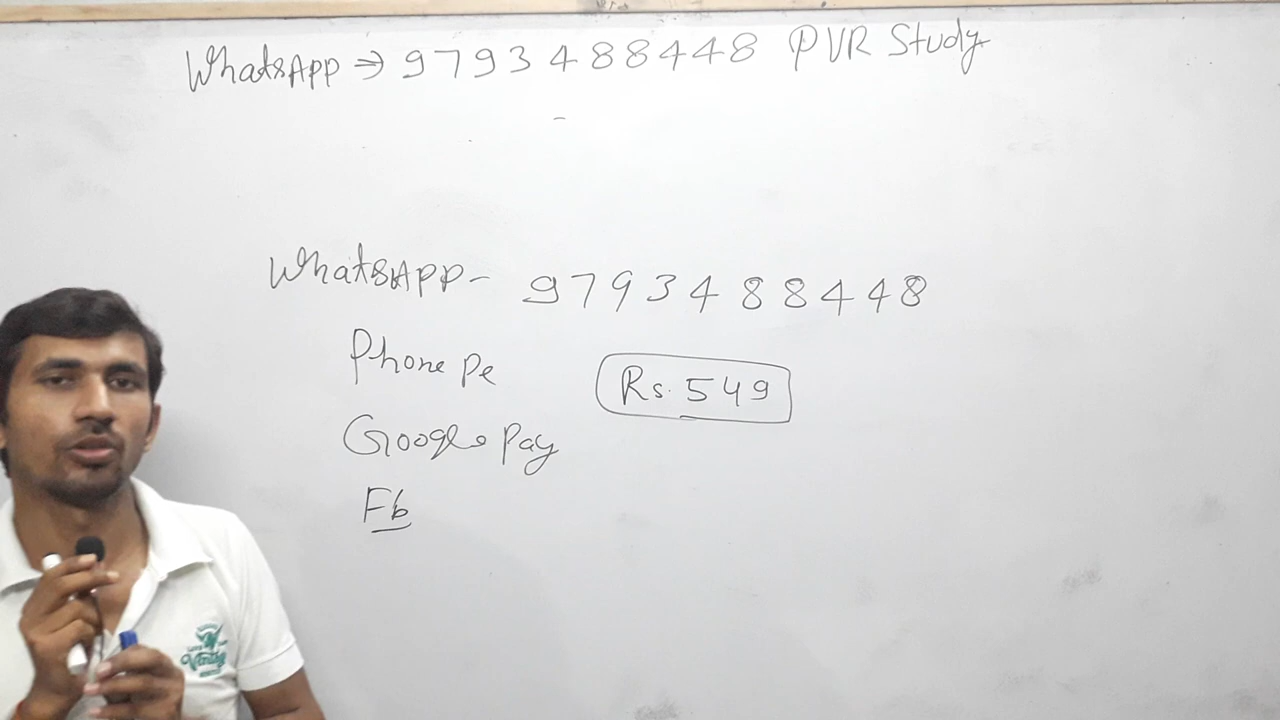 WhatsApp ⇒ 9793488448 PVR Study
WhatsApp - 9793488448
Phone Pe
Rs. 549
Google Pay
Fb